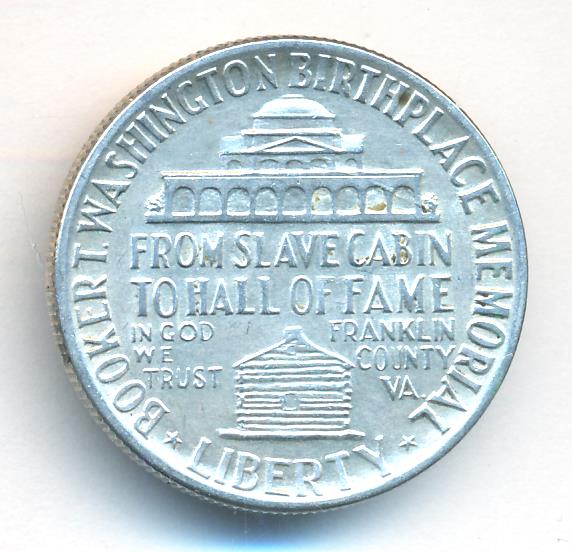 BOOKER T. WASHINGTON BIRTHPLACE MEMORIAL
FROM SLAVE CABIN
TO HALL OF FAME
IN GOD
WE
TRUST
FRANKLIN
COUNTY
VA.
LIBERTY